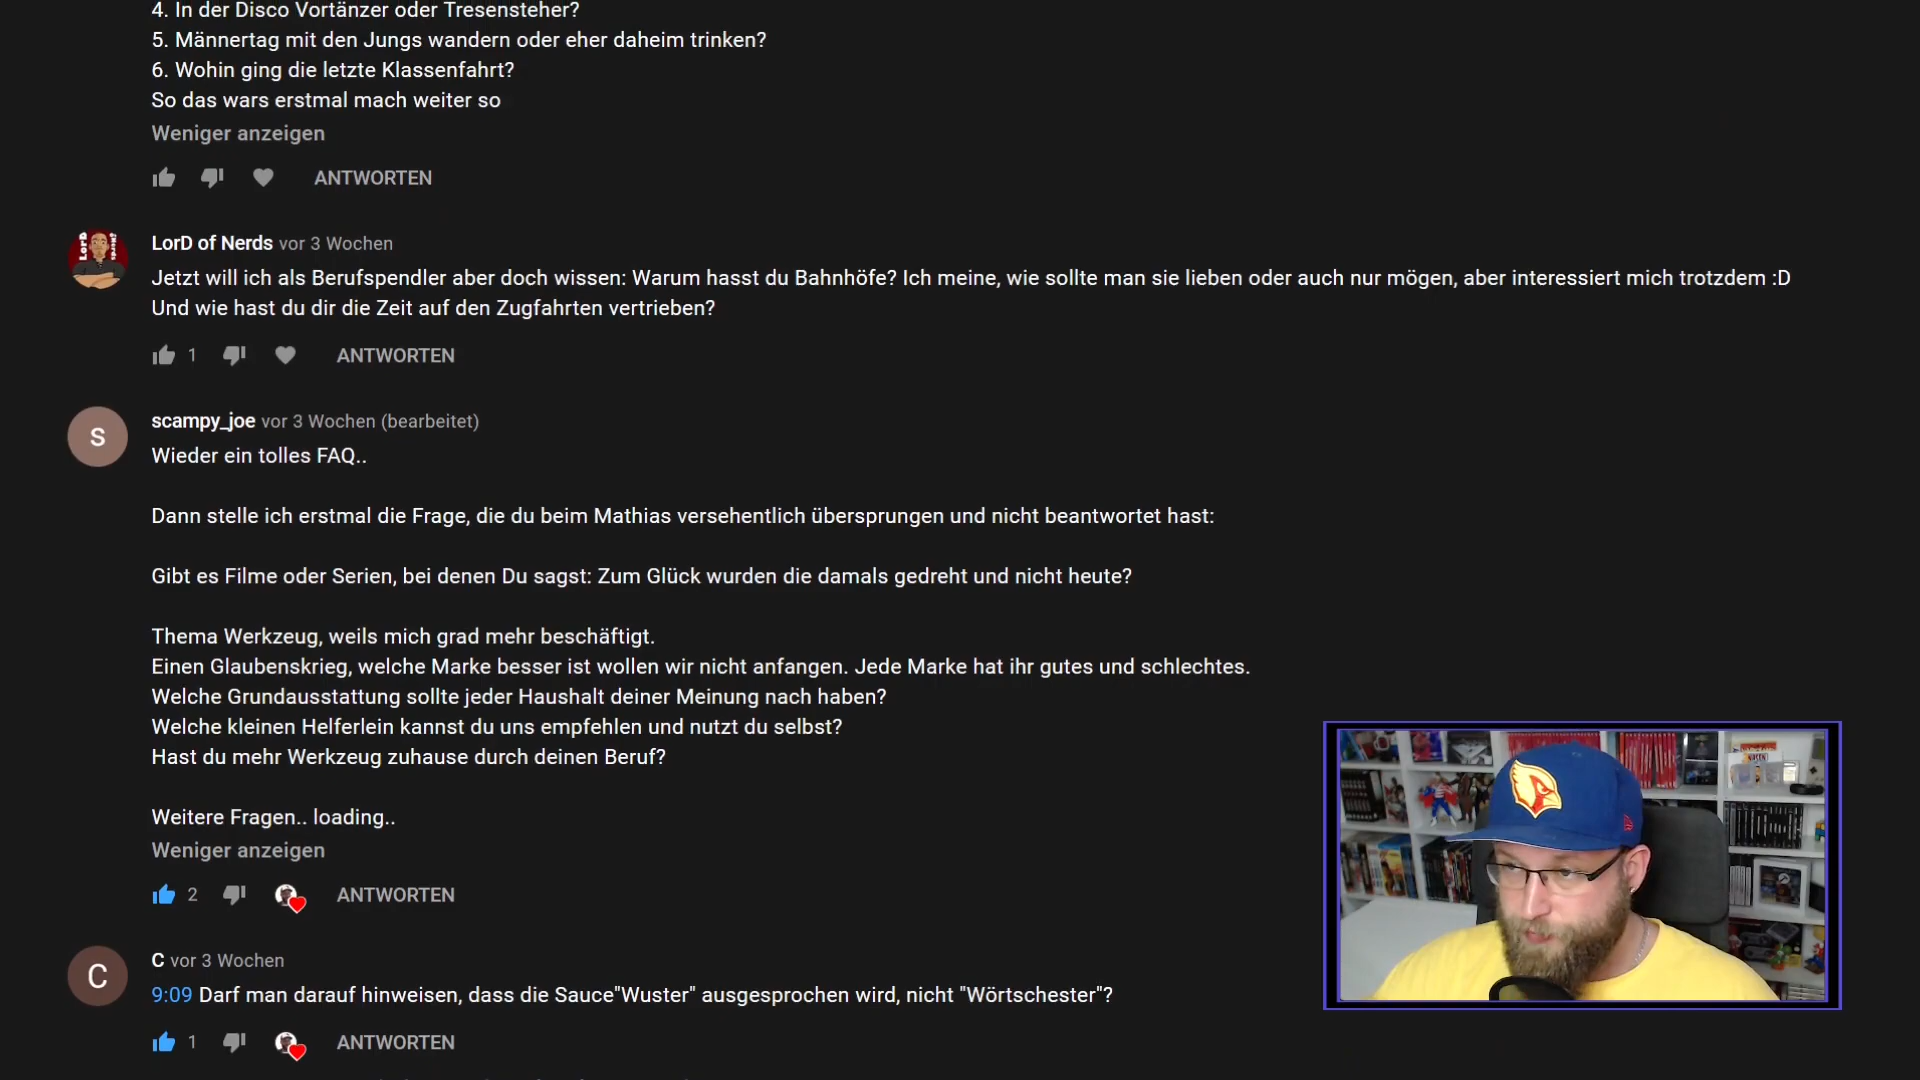 4. In der Disco Vortänzer oder Tresensteher?
5. Männertag mit den Jungs wandern oder eher daheim trinken?
6. Wohin ging die letzte Klassenfahrt?
So das wars erstmal mach weiter so
Weniger anzeigen
ANTWORTEN
LorD of Nerds vor 3 Wochen
Jetzt will ich als Berufspendler aber doch wissen: Warum hasst du Bahnhöfe? Ich meine, wie sollte man sie lieben oder auch nur mögen, aber interessiert mich trotzdem :D
Und wie hast du dir die Zeit auf den Zugfahrten vertrieben?
1 ANTWORTEN
S
scampy_joe vor 3 Wochen (bearbeitet)
Wieder ein tolles FAQ..
Dann stelle ich erstmal die Frage, die du beim Mathias versehentlich übersprungen und nicht beantwortet hast:
Gibt es Filme oder Serien, bei denen Du sagst: Zum Glück wurden die damals gedreht und nicht heute?
Thema Werkzeug, weils mich grad mehr beschäftigt.
Einen Glaubenskrieg, welche Marke besser ist wollen wir nicht anfangen. Jede Marke hat ihr gutes und schlechtes.
Welche Grundausstattung sollte jeder Haushalt deiner Meinung nach haben?
Welche kleinen Helferlein kannst du uns empfehlen und nutzt du selbst?
Hast du mehr Werkzeug zuhause durch deinen Beruf?
Weitere Fragen.. loading..
Weniger anzeigen
2 ANTWORTEN
C
C vor 3 Wochen
9:09 Darf man darauf hinweisen, dass die Sauce"Wuster" ausgesprochen wird, nicht "Wörtschester"?
1 ANTWORTEN